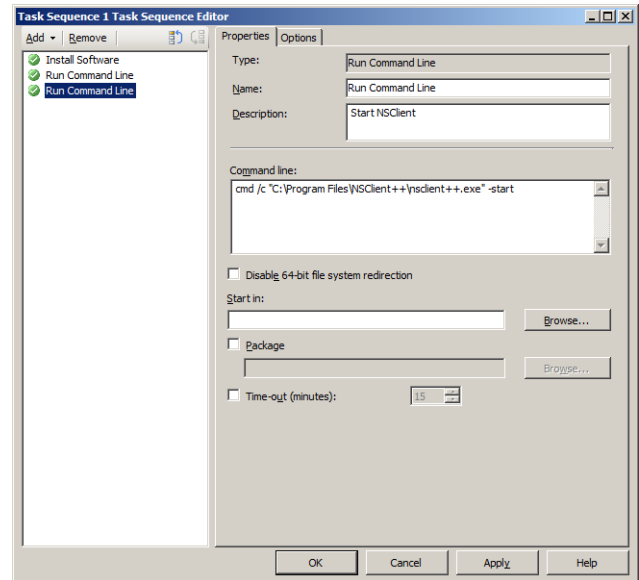 Task Sequence 1 Task Sequence Editor
Add Remove
Install Software
Run Command Line
Run Command Line
Properties Options
Type: Run Command Line
Name: Run Command Line
Description: Start NSClient
Command line:
cmd /c "C:\Program Files\NSClient++\nsclient++.exe" -start
Disable 64-bit file system redirection
Start in:
Browse...
Package
Browse...
Time-out (minutes): 15
OK Cancel Apply Help